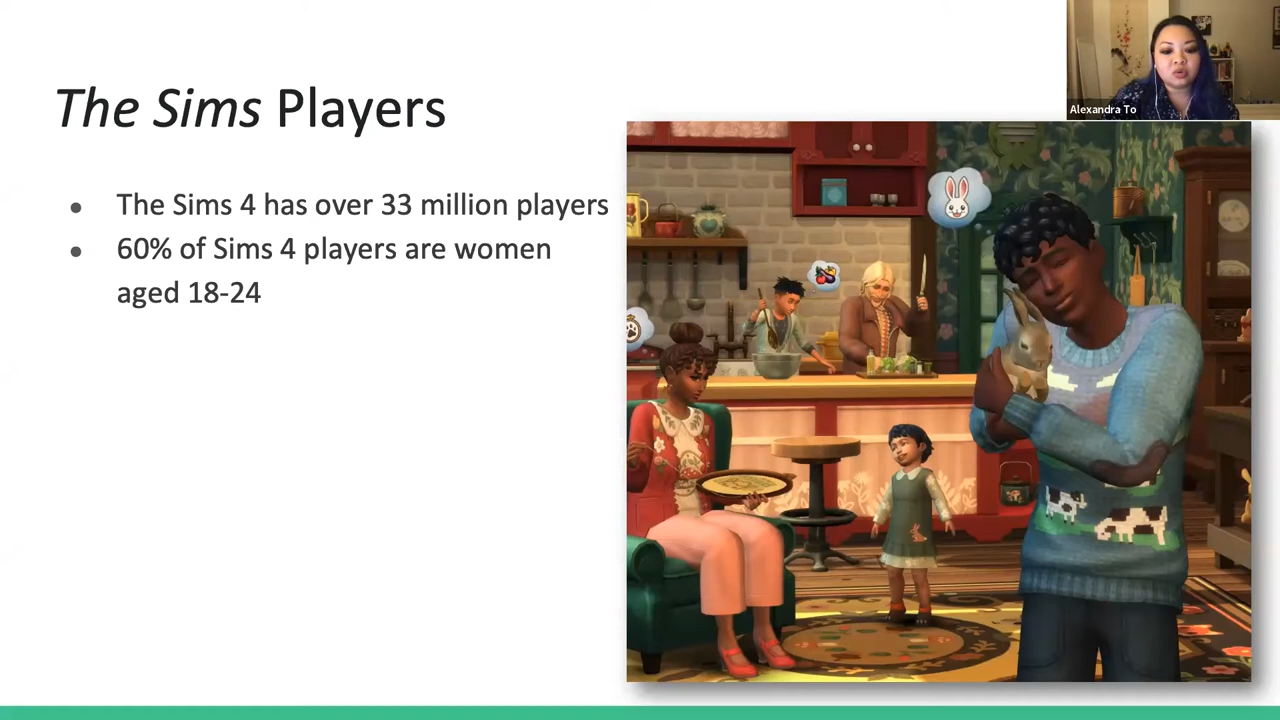 Alexandra To
The Sims Players
● The Sims 4 has over 33 million players
● 60% of Sims 4 players are women
aged 18-24